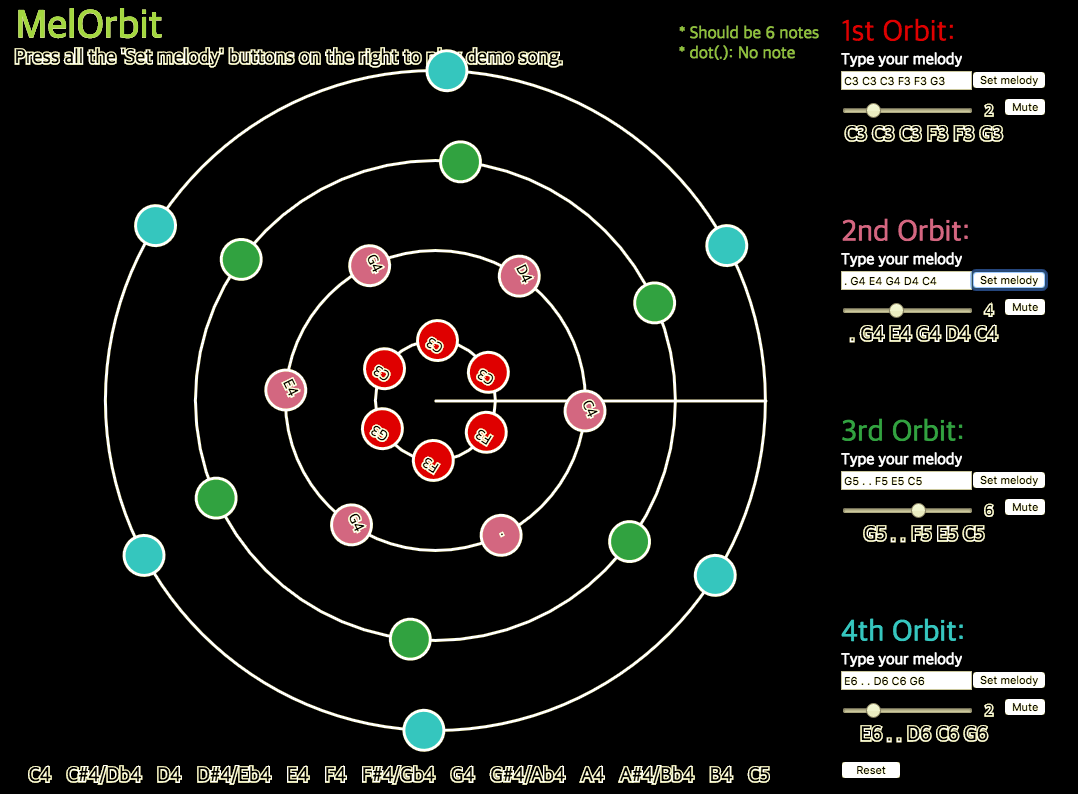 MelOrbit
Press all the 'Set melody' buttons on the right to play demo song.
* Should be 6 notes
* dot(.): No note
1st Orbit:
Type your melody
C3 C3 C3 F3 F3 G3
Set melody
2
Mute
C3 C3 C3 F3 F3 G3
2nd Orbit:
Type your melody
. G4 E4 G4 D4 C4
Set melody
4
Mute
. G4 E4 G4 D4 C4
3rd Orbit:
Type your melody
G5 . . F5 E5 C5
Set melody
6
Mute
G5 . . F5 E5 C5
4th Orbit:
Type your melody
E6 . . D6 C6 G6
Set melody
2
Mute
E6 . . D6 C6 G6
Reset
G4
D4
E4
C4
G4
.
C3
C3
C3
G3
F3
F3
C4 C#4/Db4 D4 D#4/Eb4 E4 F4 F#4/Gb4 G4 G#4/Ab4 A4 A#4/Bb4 B4 C5